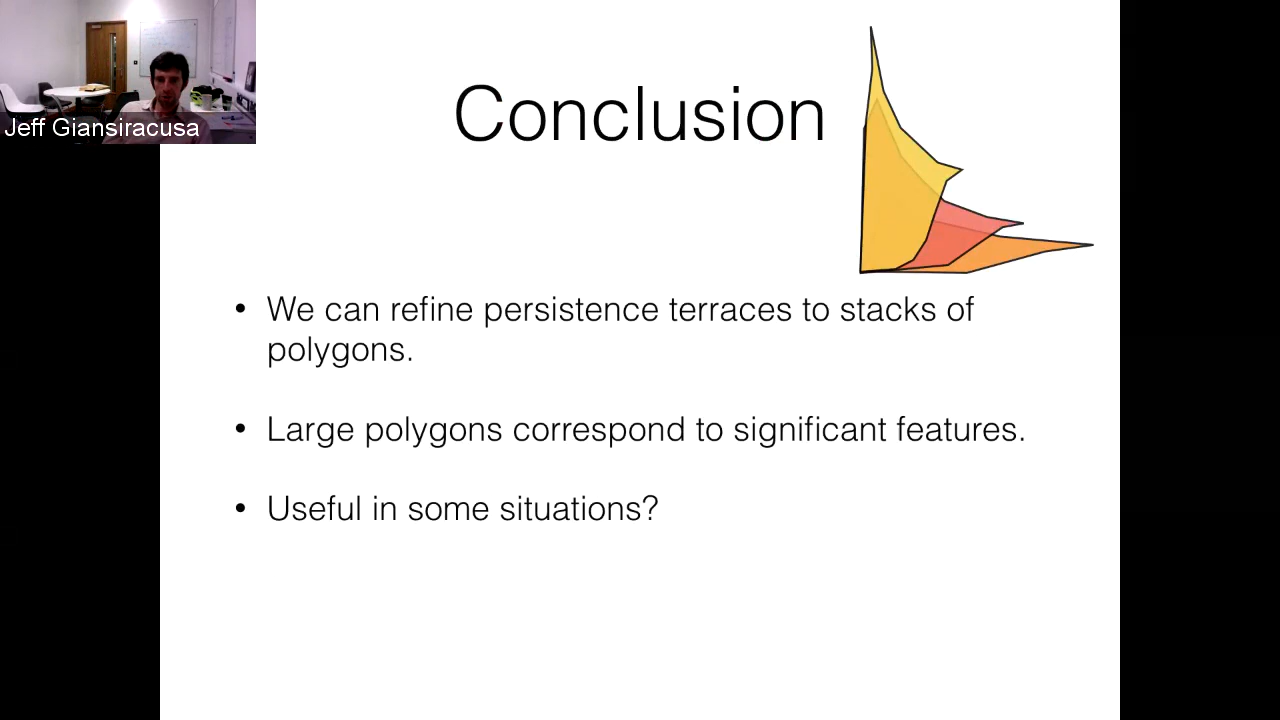 Jeff Giansiracusa
Conclusion
• We can refine persistence terraces to stacks of
polygons.
• Large polygons correspond to significant features.
• Useful in some situations?